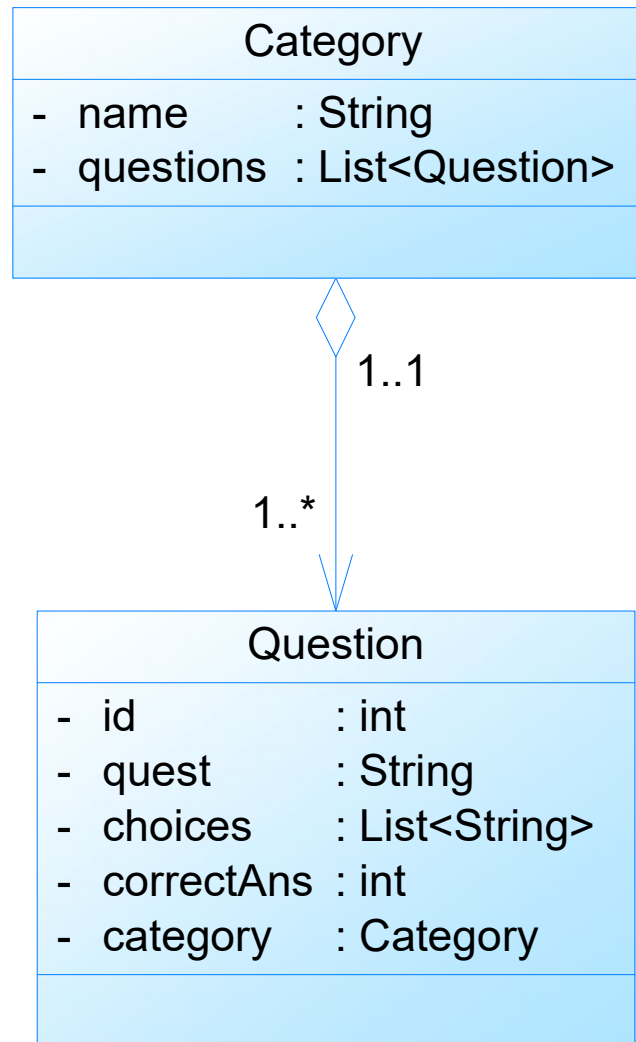 Category
- name : String
- questions : List<Question>
1..1
1..*
Question
- id : int
- quest : String
- choices : List<String>
- correctAns : int
- category : Category